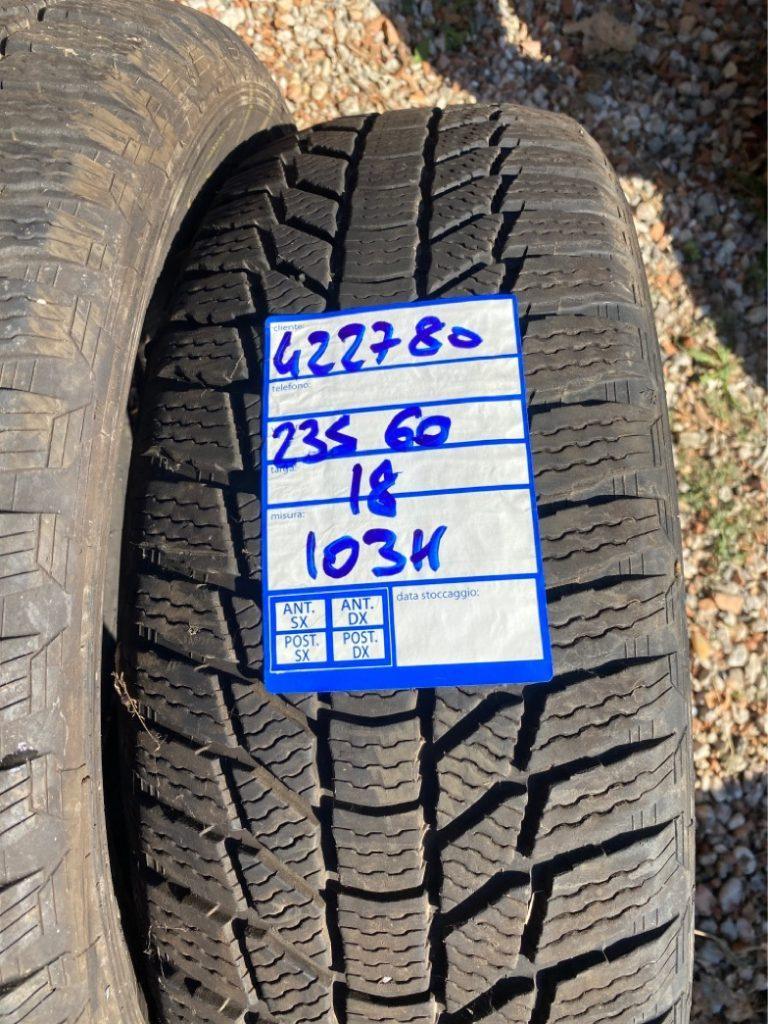 cliente:
422780
telefono:
235 60
targa:
18
misura:
103H
ANT. SX
ANT. DX
data stoccaggio:
POST. SX
POST. DX